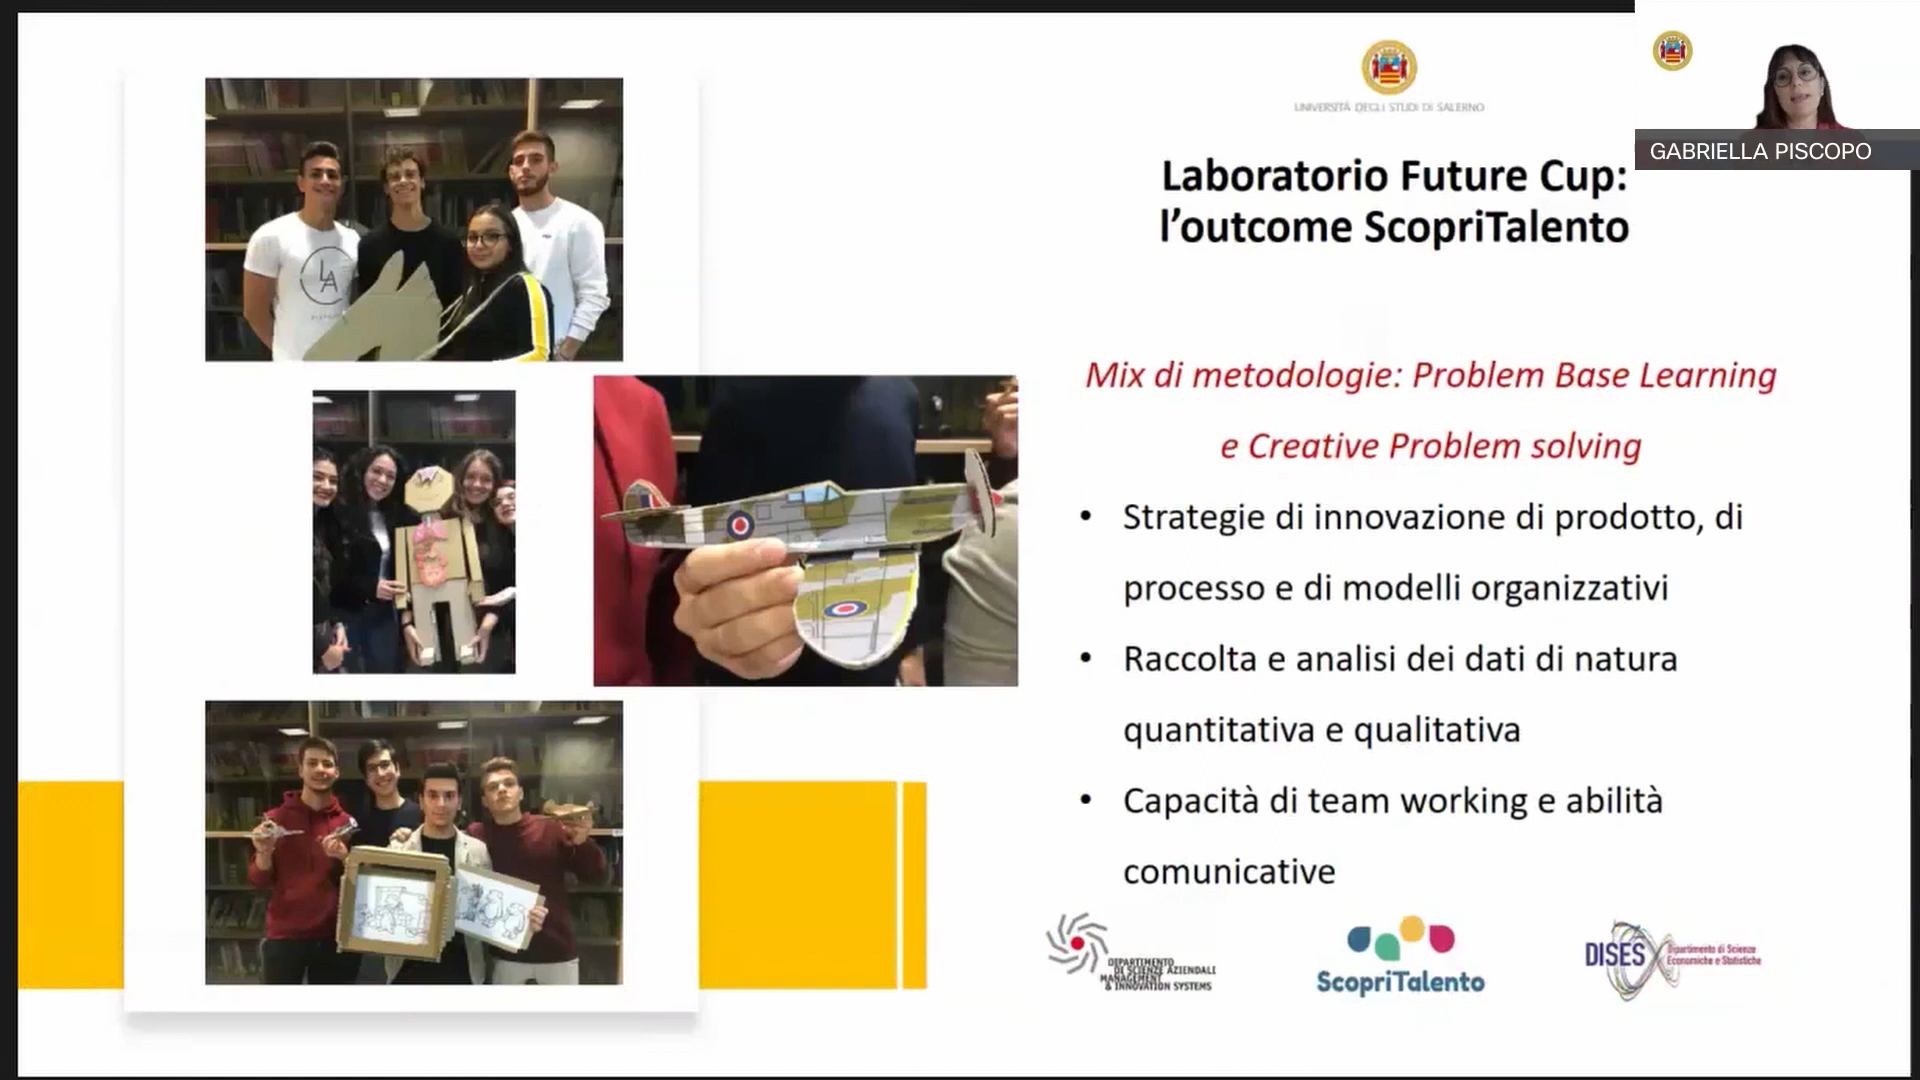 UNIVERSITÀ DEGLI STUDI DI SALERNO
GABRIELLA PISCOPO
Laboratorio Future Cup:
l'outcome ScopriTalento
Mix di metodologie: Problem Base Learning
e Creative Problem solving
• Strategie di innovazione di prodotto, di
processo e di modelli organizzativi
• Raccolta e analisi dei dati di natura
quantitativa e qualitativa
• Capacità di team working e abilità
comunicative
LA
DIPARTIMENTO
DI SCIENZE AZIENDALI
MANAGEMENT
& INNOVATION SYSTEMS
ScopriTalento
DISES
Dipartimento di Scienze
Economiche e Statistiche